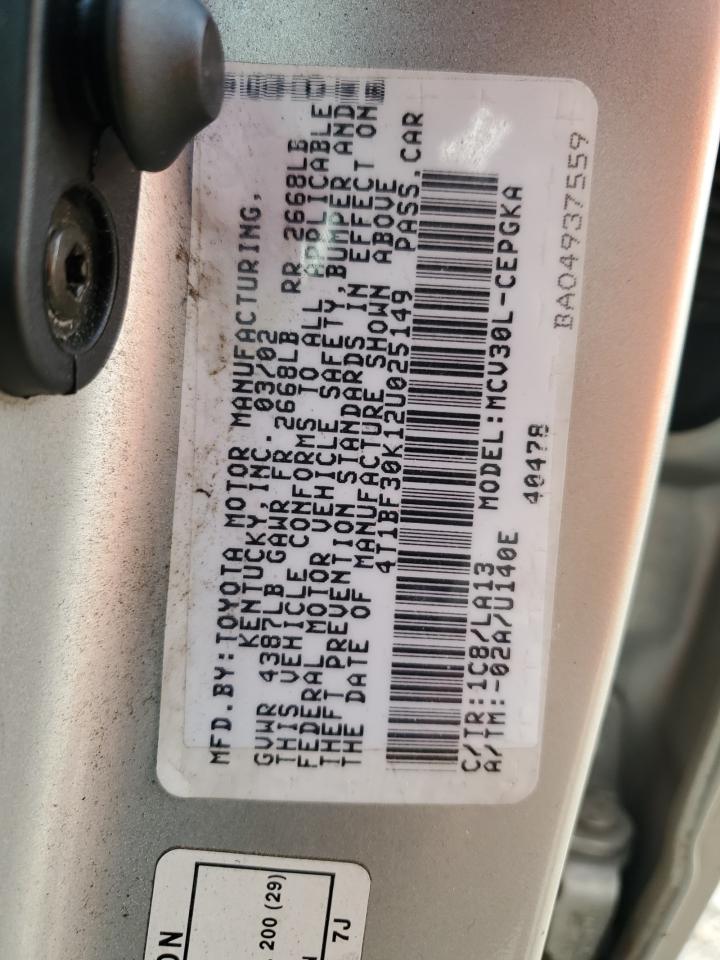 MFD.BY:TOYOTA MOTOR MANUFACTURING,
KENTUCKY,INC. 03/02
GVWR 4387LB GAWR FR 2668LB RR 2668LB
THIS VEHICLE CONFORMS TO ALL APPLICABLE
FEDERAL MOTOR VEHICLE SAFETY,BUMPER AND
THEFT PREVENTION STANDARDS IN EFFECT ON
THE DATE OF MANUFACTURE SHOWN ABOVE
4T1BF30K12U025149 PASS.CAR
C/TR:1C8/LA13 MODEL:MCV30L-CEPGKA
A/TM:-02A/U140E 40478
BA04937559
200 (29)
7J